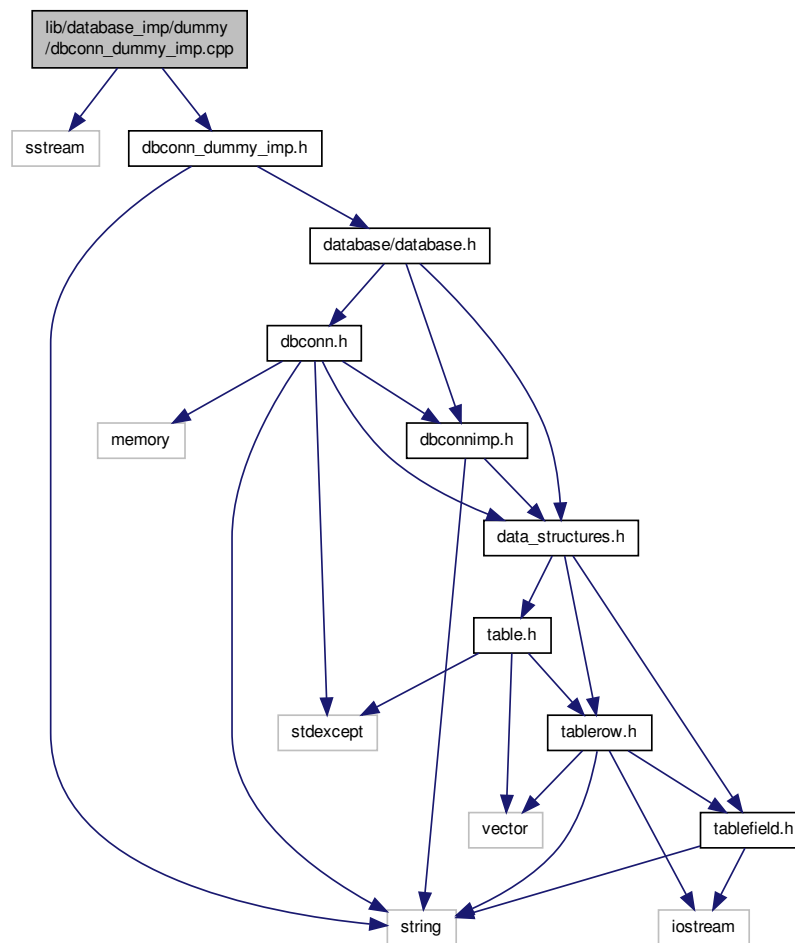 lib/database_imp/dummy
/dbconn_dummy_imp.cpp
sstream
dbconn_dummy_imp.h
database/database.h
dbconn.h
memory
dbconnimp.h
data_structures.h
table.h
stdexcept
tablerow.h
vector
tablefield.h
string
iostream